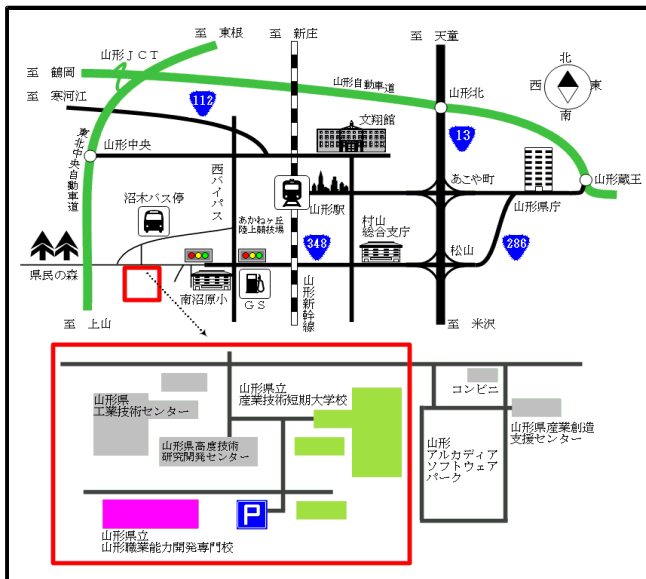 至 東根
至 新庄
至 天童
山形JCT
北
至 鶴岡
西
東
山形自動車道
山形北
至 寒河江
112
南
文翔館
13
東北中央自動車道
山形中央
西バイパス
あこや町
山形蔵王
沼木バス停
山形駅
山形県庁
あかねヶ丘
陸上競技場
村山
総合支庁
348
松山
286
県民の森
南沼原小
GS
山形新幹線
至 上山
至 米沢
山形県立
産業技術短期大学校
コンビニ
山形県
工業技術センター
山形県高度技術
研究開発センター
山形
アルカディア
ソフトウェア
パーク
山形県産業創造
支援センター
P
山形県立
山形職業能力開発専門校